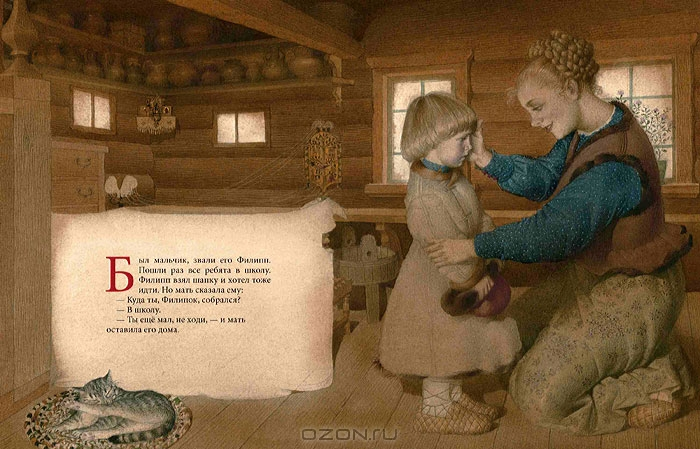 Был мальчик, звали его Филипп.
Пошли раз все ребята в школу.
Филипп взял шапку и хотел тоже
идти. Но мать сказала ему:
— Куда ты, Филипок, собрался?
— В школу.
— Ты ещё мал, не ходи, — и мать
оставила его дома.
OZON.ru